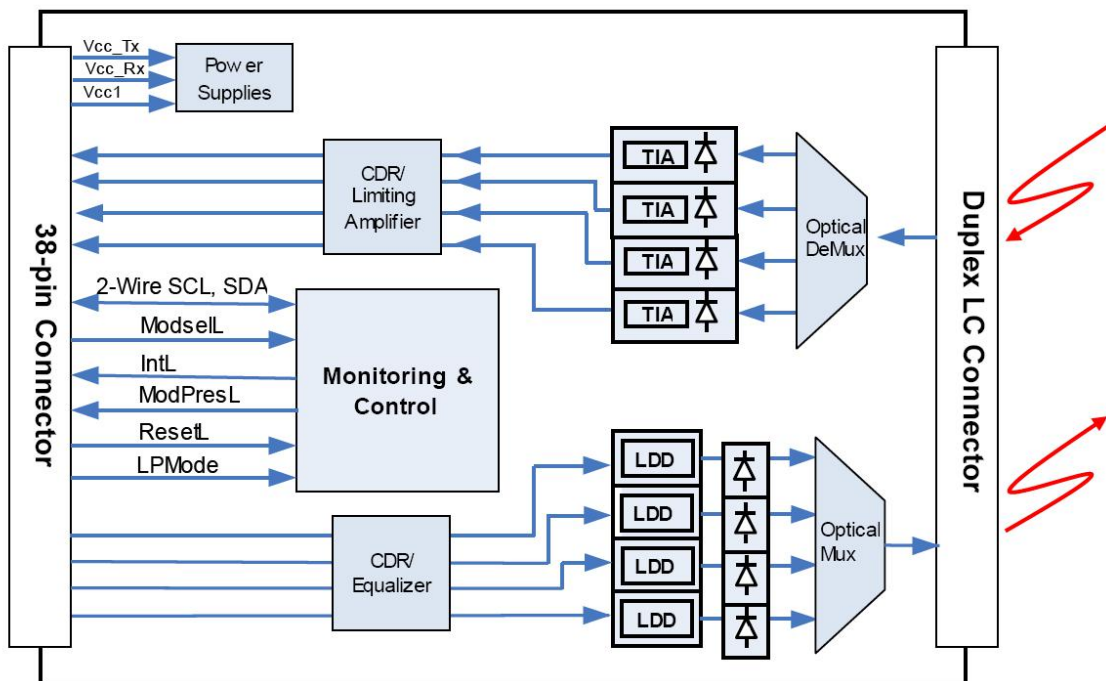 38-pin Connector
Vcc_Tx
Vcc_Rx
Vcc1
Power
Supplies
CDR/
Limiting
Amplifier
TIA
TIA
TIA
TIA
Optical
DeMux
Duplex LC Connector
2-Wire SCL, SDA
ModselL
IntL
ModPresL
ResetL
LPMode
Monitoring &
Control
CDR/
Equalizer
LDD
LDD
LDD
LDD
Optical
Mux